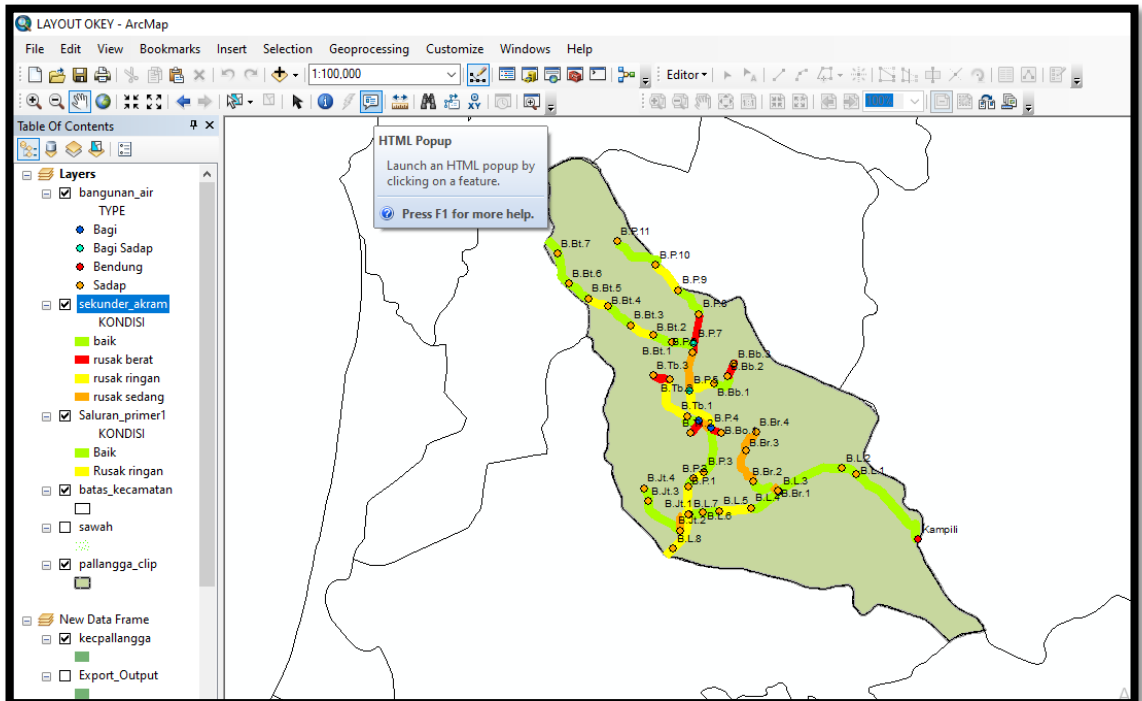 LAYOUT OKEY - ArcMap
File Edit View Bookmarks Insert Selection Geoprocessing Customize Windows Help
1:100,000
Editor
100%
Table Of Contents
HTML Popup
Launch an HTML popup by
clicking on a feature.
Press F1 for more help.
Layers
bangunan_air
TYPE
Bagi
Bagi Sadap
Bendung
Sadap
sekunder_akram
KONDISI
baik
rusak berat
rusak ringan
rusak sedang
Saluran_primer1
KONDISI
Baik
Rusak ringan
batas_kecamatan
sawah
pallangga_clip
New Data Frame
kecpallangga
Export_Output
B.P.11
B.Bt.7
B.P.10
B.Bt.6
B.P.9
B.Bt.5
B.Bt.4
B.P.8
B.Bt.3
B.Bt.2
B.P.7
B.Bt.1
B.Bb.3
B.Tb.3
B.Bb.2
B.P.5
B.Bb.1
B.Tb.1
B.P.4
B.Br.4
B.Br.3
B.P.3
B.L.2
B.L.1
B.Jt.4
B.P.1
B.Br.2
B.L.3
B.Jt.3
B.Br.1
B.Jt.1
B.L.7
B.L.5
B.L.4
B.Jt.2
B.L.6
B.L.8
Kampili